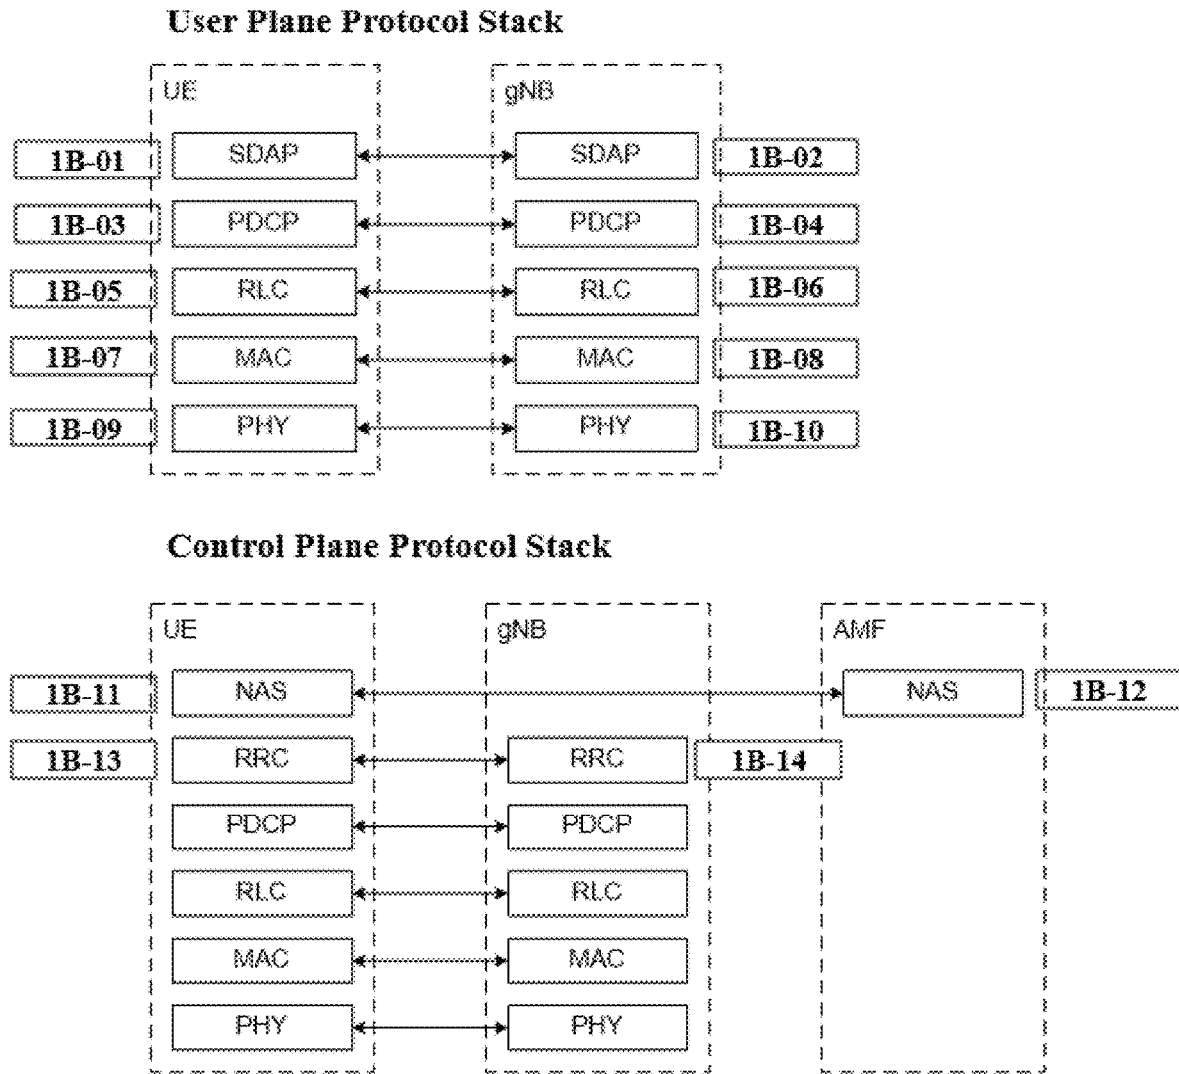 User Plane Protocol Stack
UE gNB
1B-01 SDAP SDAP 1B-02
1B-03 PDCP PDCP 1B-04
1B-05 RLC RLC 1B-06
1B-07 MAC MAC 1B-08
1B-09 PHY PHY 1B-10
Control Plane Protocol Stack
UE gNB AMF
1B-11 NAS NAS 1B-12
1B-13 RRC RRC 1B-14
PDCP PDCP
RLC RLC
MAC MAC
PHY PHY